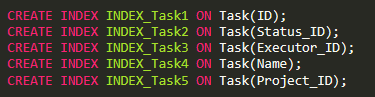 CREATE INDEX INDEX_Task1 ON Task(ID);
CREATE INDEX INDEX_Task2 ON Task(Status_ID);
CREATE INDEX INDEX_Task3 ON Task(Executor_ID);
CREATE INDEX INDEX_Task4 ON Task(Name);
CREATE INDEX INDEX_Task5 ON Task(Project_ID);